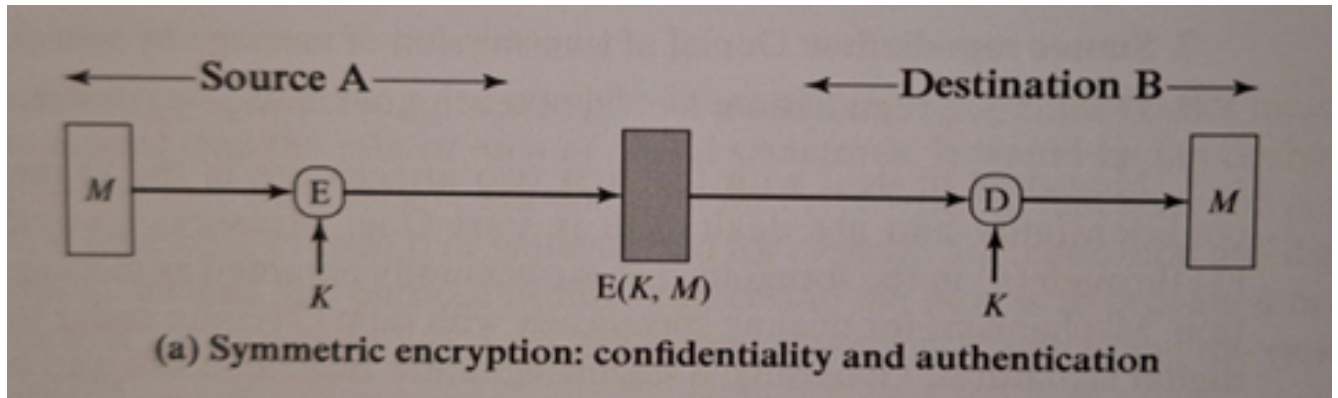 Source A
Destination B
M
E
D
M
K
E(K, M)
K
(a) Symmetric encryption: confidentiality and authentication